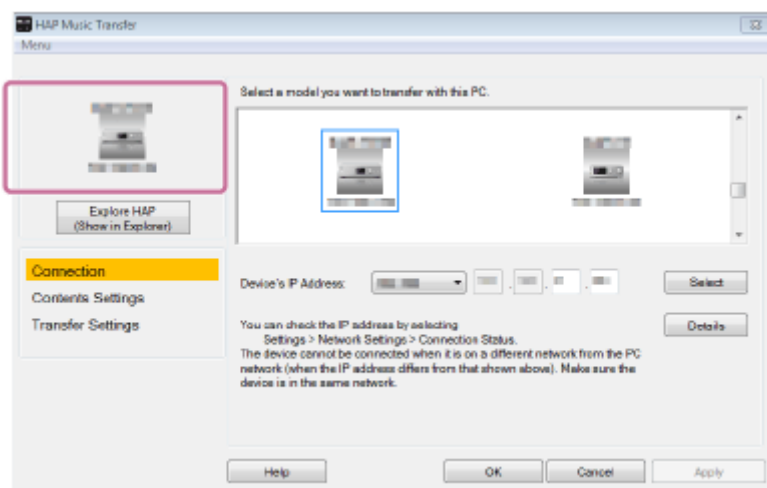 HAP Music Transfer
Menu
Select a model you want to transfer with this PC.
Explore HAP
(Show in Explorer)
Connection
Contents Settings
Transfer Settings
Device's IP Address:
Select
You can check the IP address by selecting
Settings > Network Settings > Connection Status.
The device cannot be connected when it is on a different network from the PC
network (when the IP address differs from that shown above). Make sure the
device is in the same network.
Details
Help
OK
Cancel
Apply